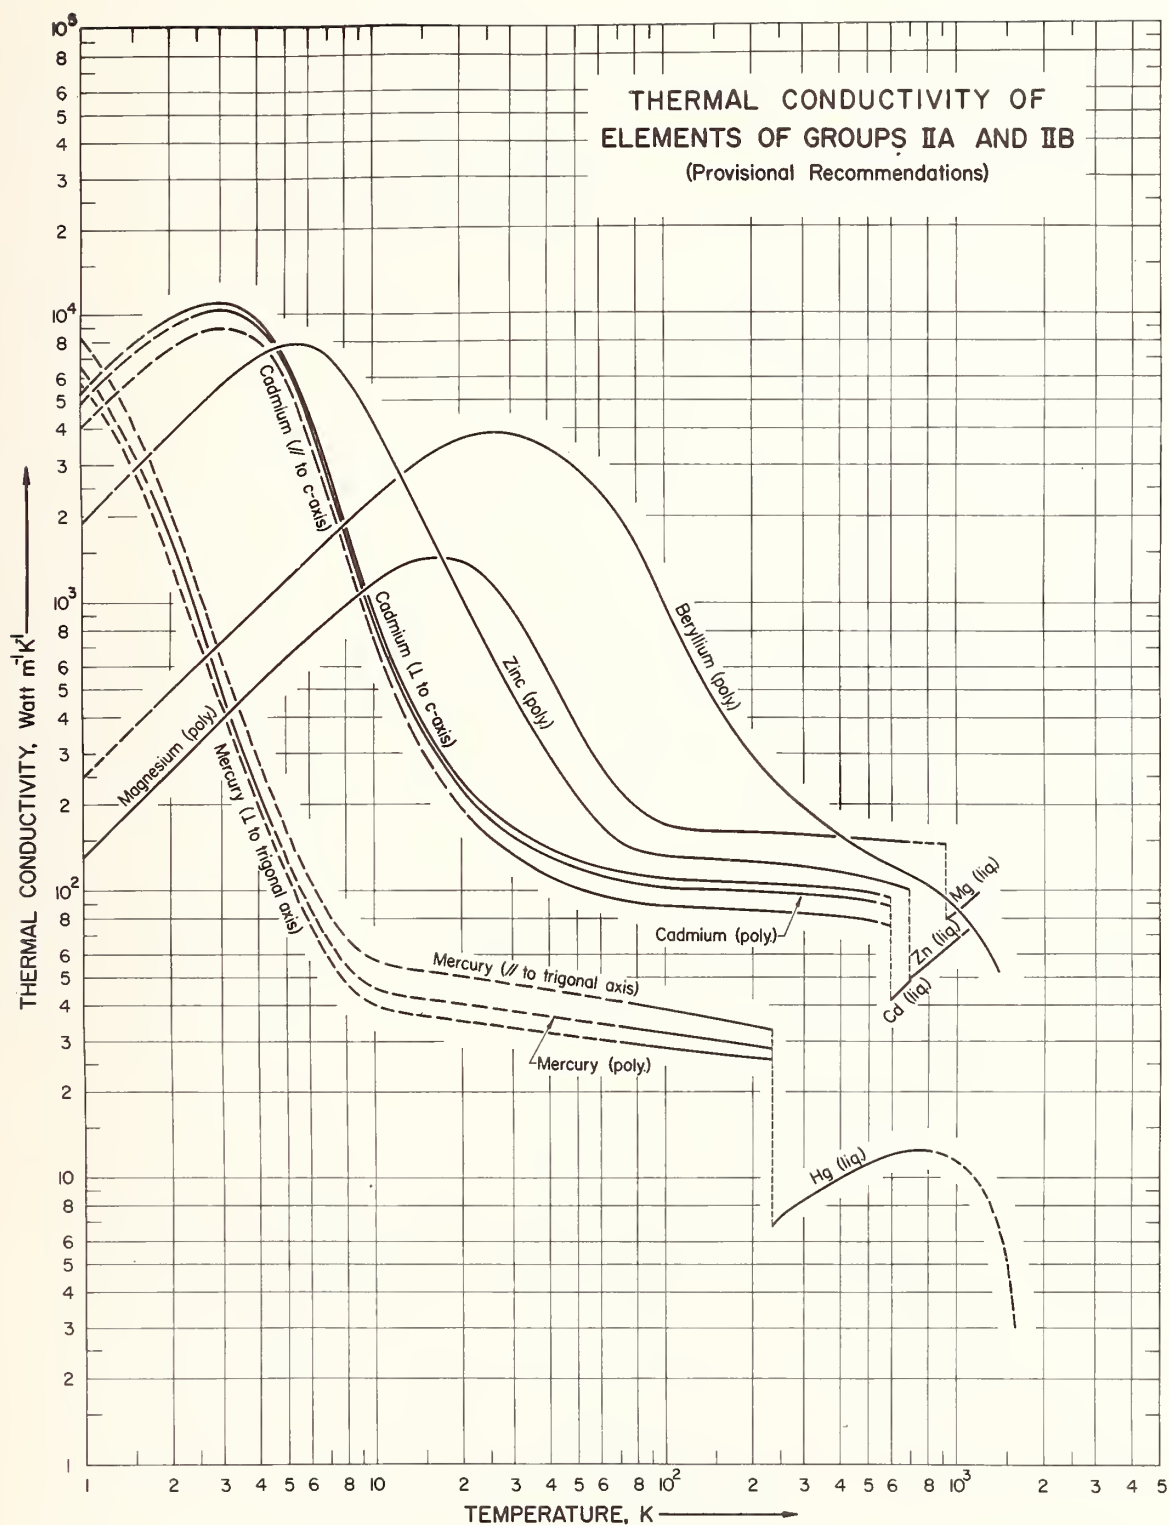 THERMAL CONDUCTIVITY OF
ELEMENTS OF GROUPS IIA AND IIB
(Provisional Recommendations)
THERMAL CONDUCTIVITY, Watt m⁻¹K⁻¹
10⁵
8
6
5
4
3
2
10⁴
8
6
5
4
3
2
10³
8
6
5
4
3
2
10²
8
6
5
4
3
2
10
8
6
5
4
3
2
1
Cadmium (// to c-axis)
Cadmium (⊥ to c-axis)
Zinc (poly.)
Beryllium (poly.)
Magnesium (poly.)
Mercury (⊥ to trigonal axis)
Mercury (// to trigonal axis)
Mercury (poly.)
Cadmium (poly.)
Mg (liq.)
Zn (liq.)
Cd (liq.)
Hg (liq.)
1 2 3 4 5 6 8 10 2 3 4 5 6 8 10² 2 3 4 5 6 8 10³ 2 3 4 5
TEMPERATURE, K